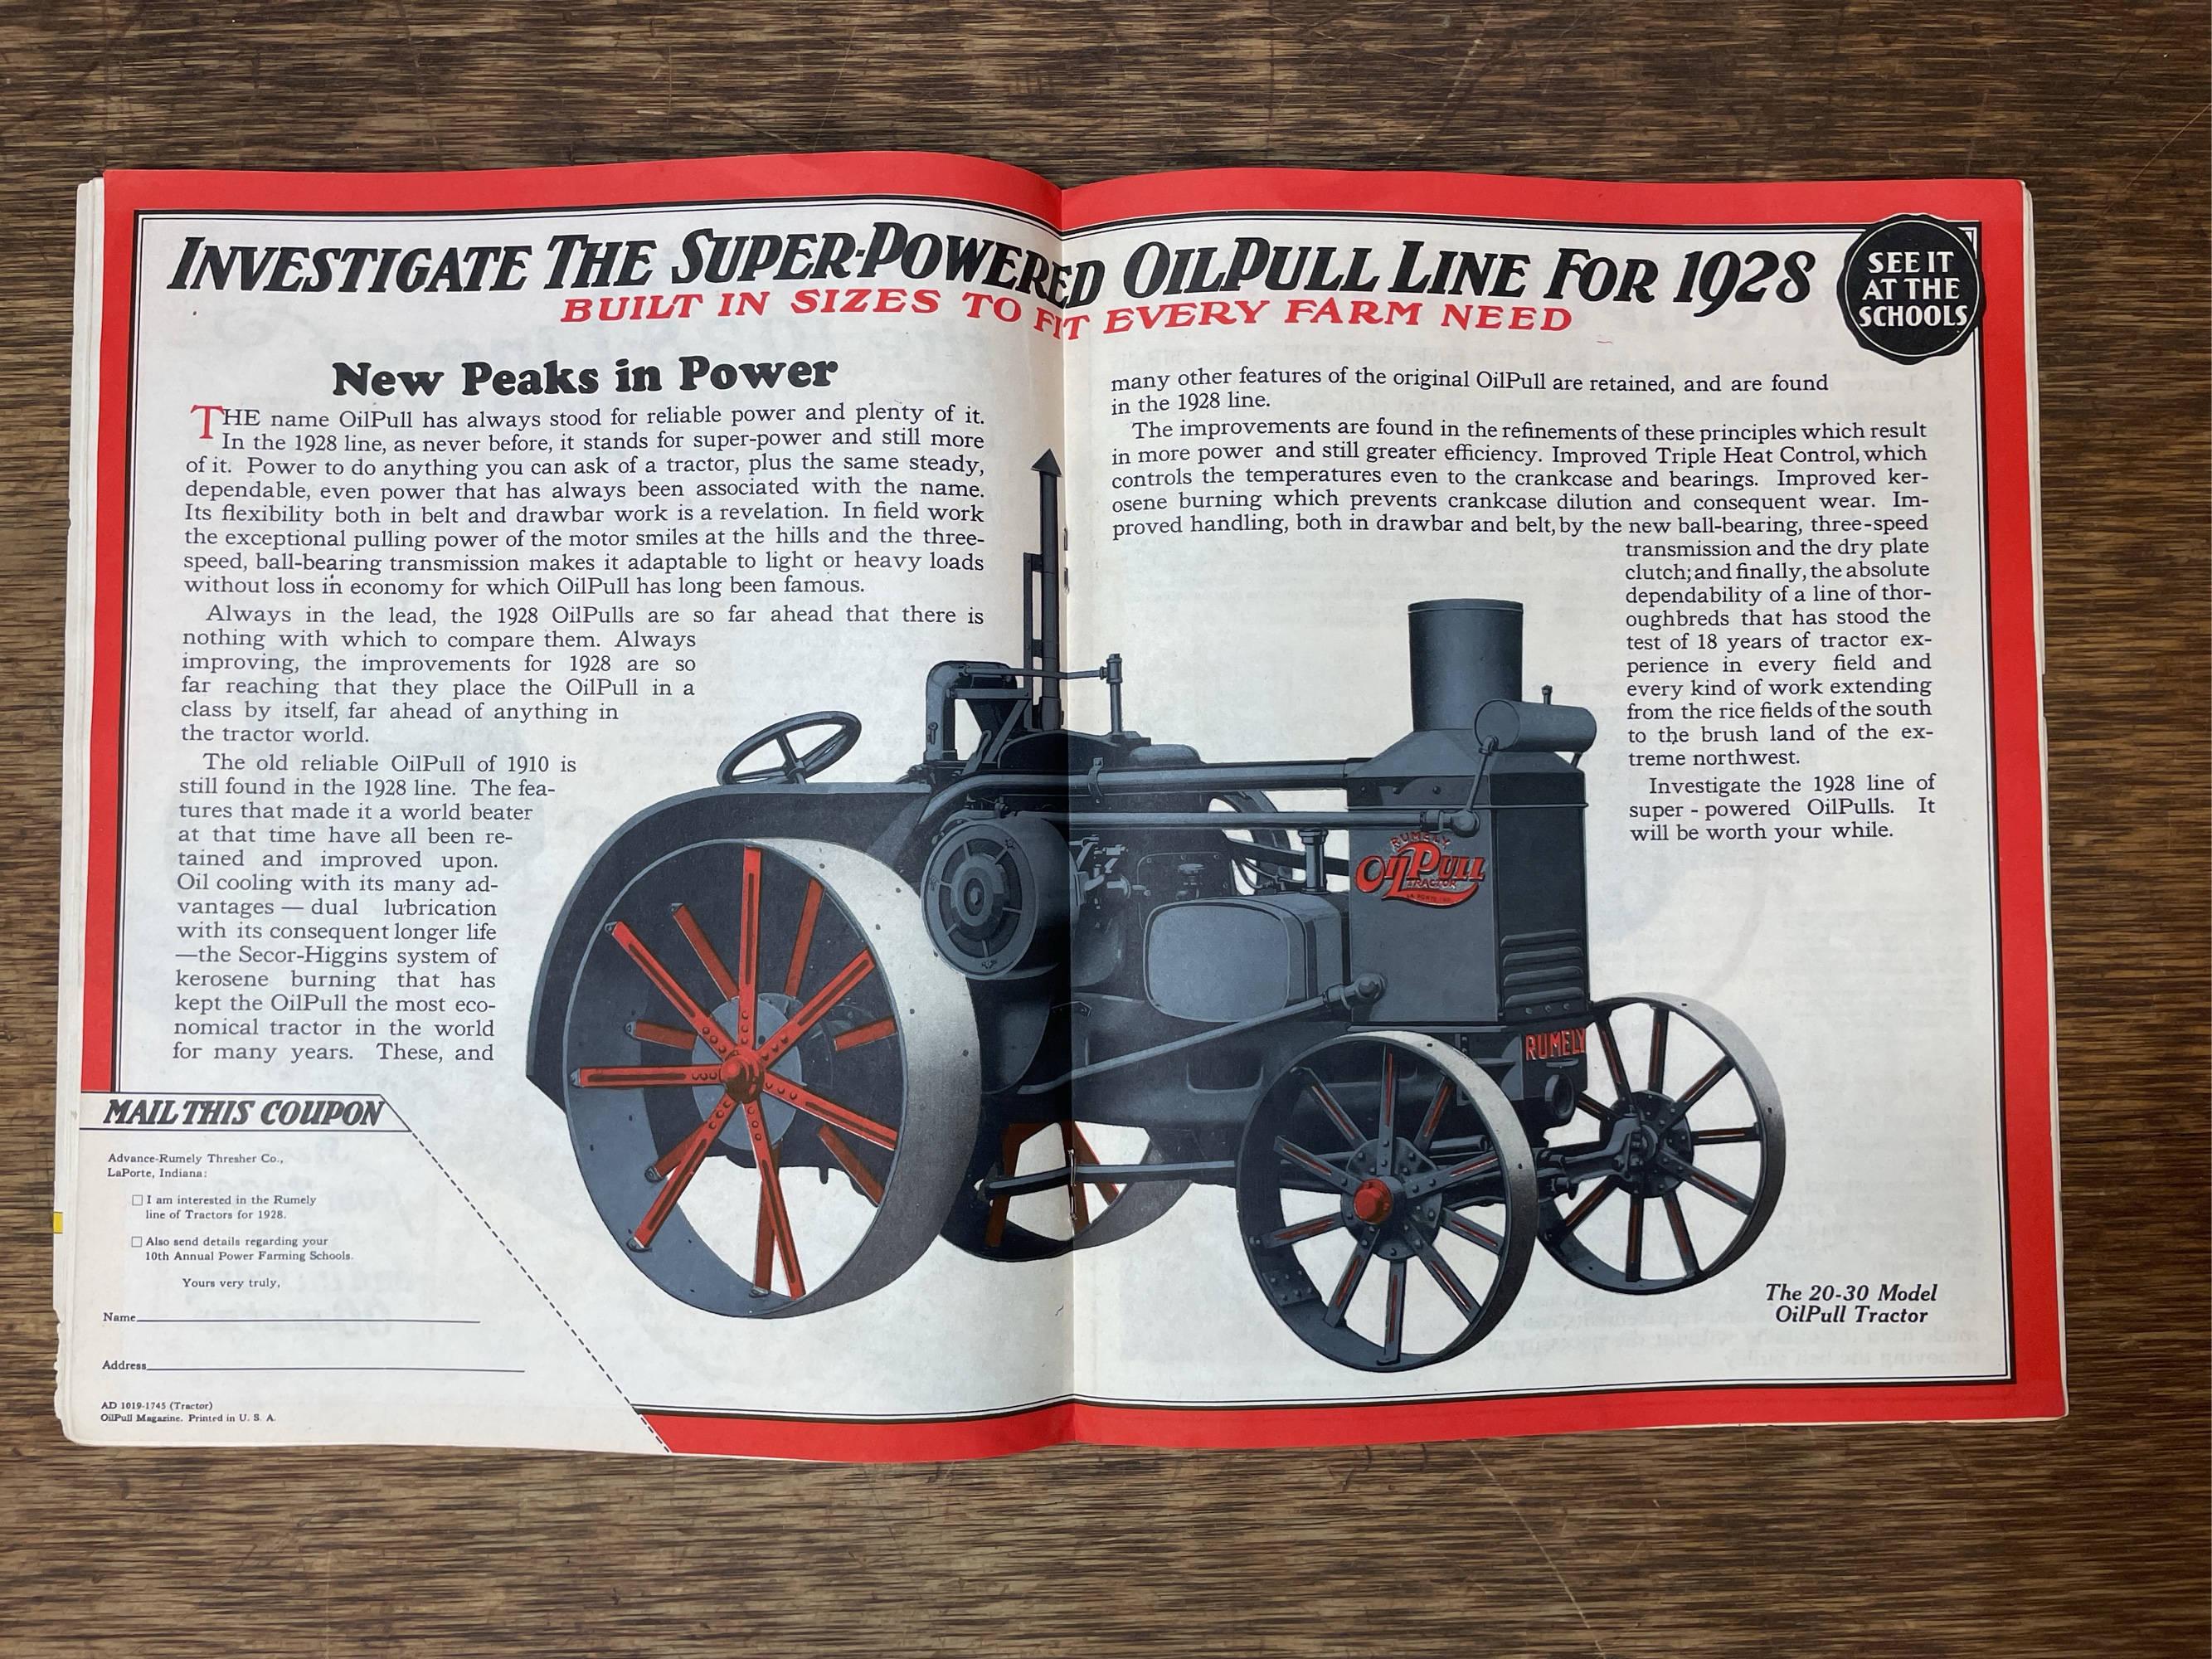 INVESTIGATE THE SUPER-POWERED OILPULL LINE FOR 1928
BUILT IN SIZES TO FIT EVERY FARM NEED
SEE IT
AT THE
SCHOOLS
New Peaks in Power
THE name OilPull has always stood for reliable power and plenty of it.
In the 1928 line, as never before, it stands for super-power and still more
of it. Power to do anything you can ask of a tractor, plus the same steady,
dependable, even power that has always been associated with the name.
Its flexibility both in belt and drawbar work is a revelation. In field work
the exceptional pulling power of the motor smiles at the hills and the three-
speed, ball-bearing transmission makes it adaptable to light or heavy loads
without loss in economy for which OilPull has long been famous.
Always in the lead, the 1928 OilPulls are so far ahead that there is
nothing with which to compare them. Always
improving, the improvements for 1928 are so
far reaching that they place the OilPull in a
class by itself, far ahead of anything in
the tractor world.
The old reliable OilPull of 1910 is
still found in the 1928 line. The fea-
tures that made it a world beater
at that time have all been re-
tained and improved upon.
Oil cooling with its many ad-
vantages — dual lubrication
with its consequent longer life
—the Secor-Higgins system of
kerosene burning that has
kept the OilPull the most eco-
nomical tractor in the world
for many years. These, and
many other features of the original OilPull are retained, and are found
in the 1928 line.
The improvements are found in the refinements of these principles which result
in more power and still greater efficiency. Improved Triple Heat Control, which
controls the temperatures even to the crankcase and bearings. Improved ker-
osene burning which prevents crankcase dilution and consequent wear. Im-
proved handling, both in drawbar and belt, by the new ball-bearing, three-speed
transmission and the dry plate
clutch; and finally, the absolute
dependability of a line of thor-
oughbreds that has stood the
test of 18 years of tractor ex-
perience in every field and
every kind of work extending
from the rice fields of the south
to the brush land of the ex-
treme northwest.
Investigate the 1928 line of
super - powered OilPulls. It
will be worth your while.
RUMELY
OILPULL
TRACTOR
RUMELY
The 20-30 Model
OilPull Tractor
MAIL THIS COUPON
Advance-Rumely Thresher Co.,
LaPorte, Indiana:
I am interested in the Rumely
line of Tractors for 1928.
Also send details regarding your
10th Annual Power Farming Schools.
Yours very truly,
Name
Address
AD 1019-1745 (Tractor)
OilPull Magazine. Printed in U. S. A.